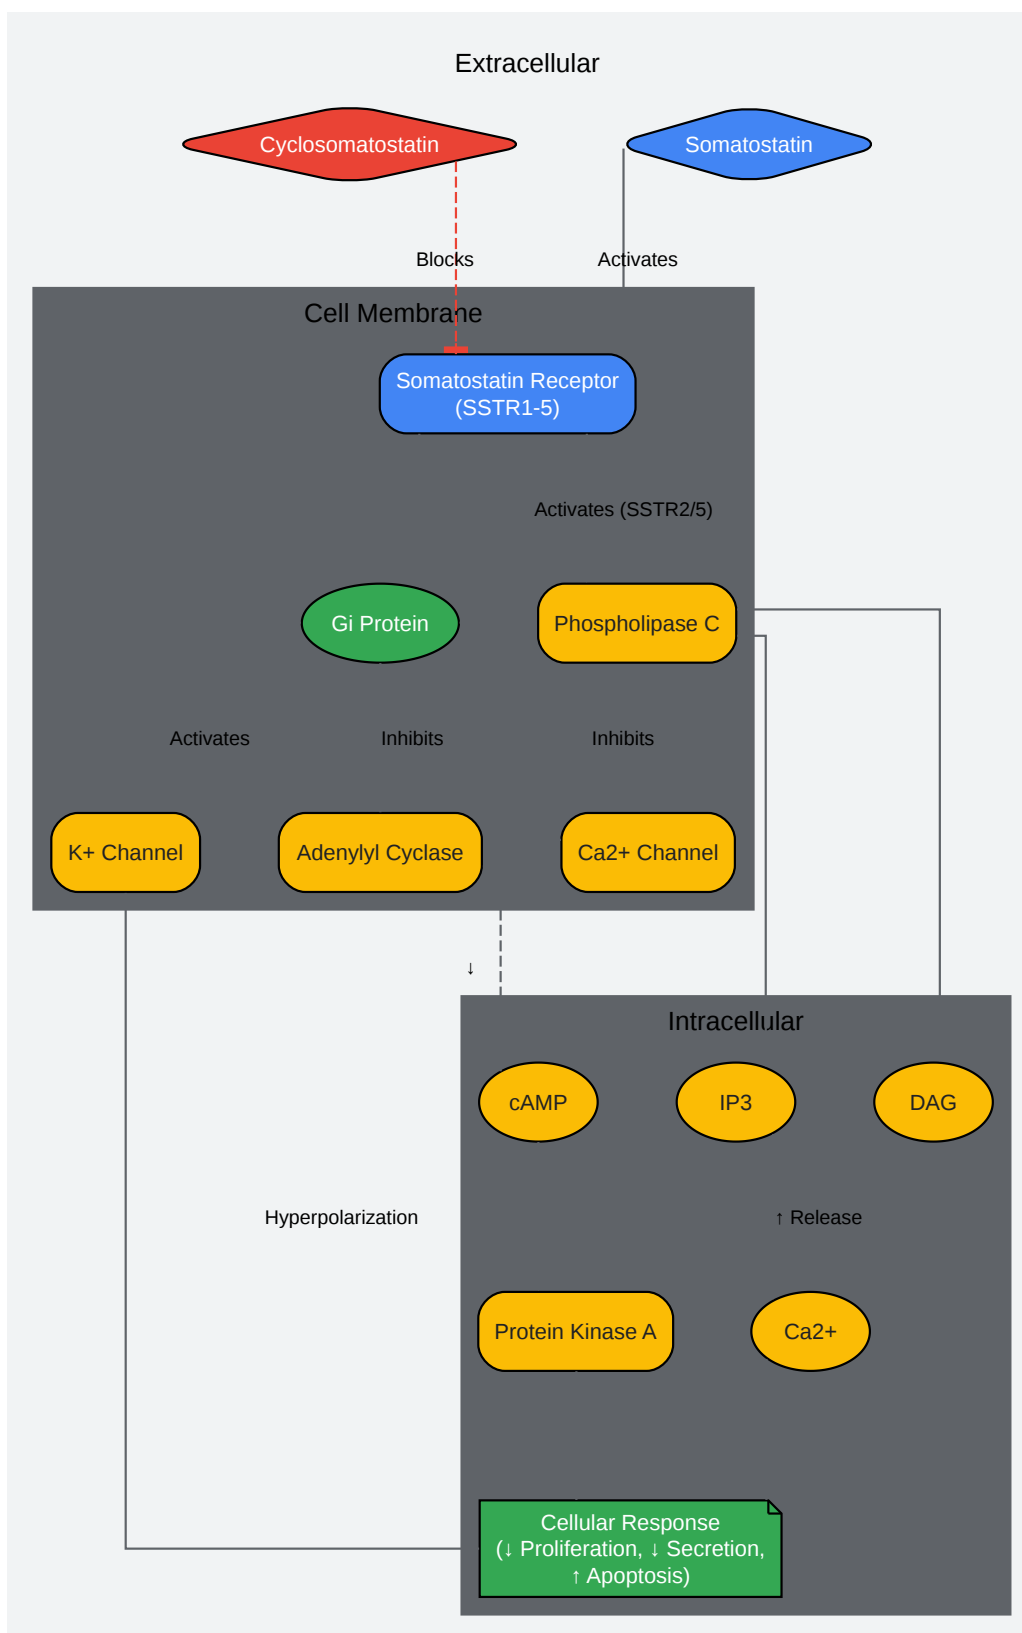 Extracellular
Cyclosomatostatin
Somatostatin
Blocks
Activates
Cell Membrane
Somatostatin Receptor
(SSTR1-5)
Activates (SSTR2/5)
Gi Protein
Phospholipase C
Activates
Inhibits
Inhibits
K+ Channel
Adenylyl Cyclase
Ca2+ Channel
↓
Intracellular
cAMP
IP3
DAG
Hyperpolarization
↑ Release
Protein Kinase A
Ca2+
Cellular Response
(↓ Proliferation, ↓ Secretion,
↑ Apoptosis)